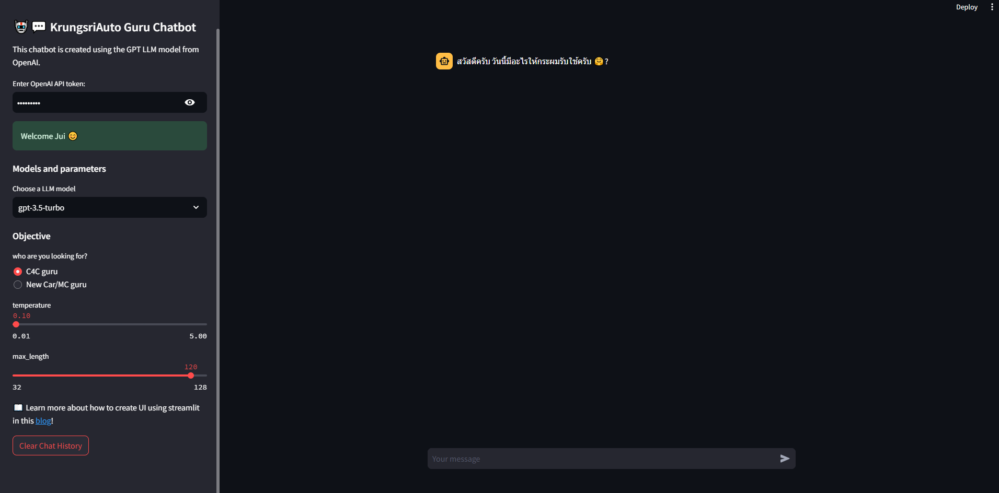 KrungsriAuto Guru Chatbot
This chatbot is created using the GPT LLM model from
OpenAI.
Enter OpenAI API token:
•••••••••
Welcome Jui 😊
Models and parameters
Choose a LLM model
gpt-3.5-turbo
Objective
who are you looking for?
C4C guru
New Car/MC guru
temperature
0.10
0.01 5.00
max_length
120
32 128
📖 Learn more about how to create UI using streamlit
in this blog!
Clear Chat History
Deploy
สวัสดีครับ วันนี้มีอะไรให้กระผมรับใช้ครับ 🤗 ?
Your message